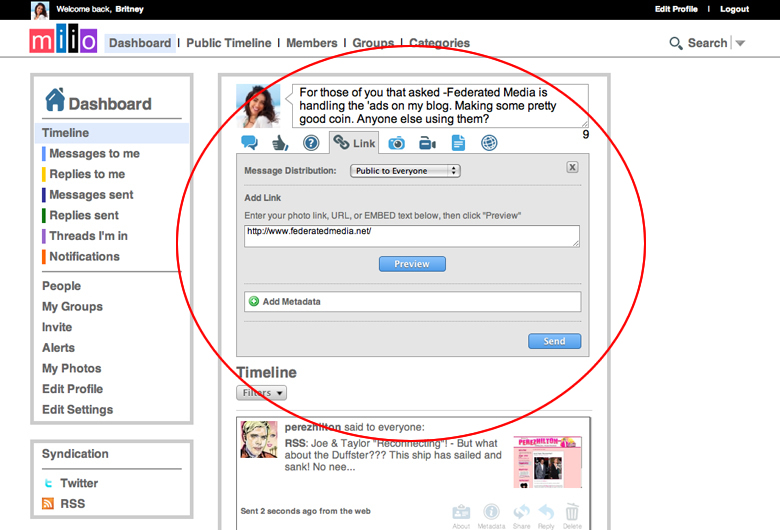 Welcome back, Britney
Edit Profile | Logout
miio
Dashboard | Public Timeline | Members | Groups | Categories
Search
Dashboard
Timeline
Messages to me
Replies to me
Messages sent
Replies sent
Threads I'm in
Notifications
People
My Groups
Invite
Alerts
My Photos
Edit Profile
Edit Settings
Syndication
Twitter
RSS
For those of you that asked -Federated Media is
handling the 'ads on my blog. Making some pretty
good coin. Anyone else using them?
9
Link
Message Distribution: Public to Everyone
X
Add Link
Enter your photo link, URL, or EMBED text below, then click "Preview"
http://www.federatedmedia.net/
Preview
Add Metadata
Send
Timeline
Filters
perezhilton said to everyone:
RSS: Joe & Taylor "Reconnecting"! - But what
about the Duffster??? This ship has sailed and
sank! No nee...
PEREZHILTON
Sent 2 seconds ago from the web
About Metadata Share Reply Delete